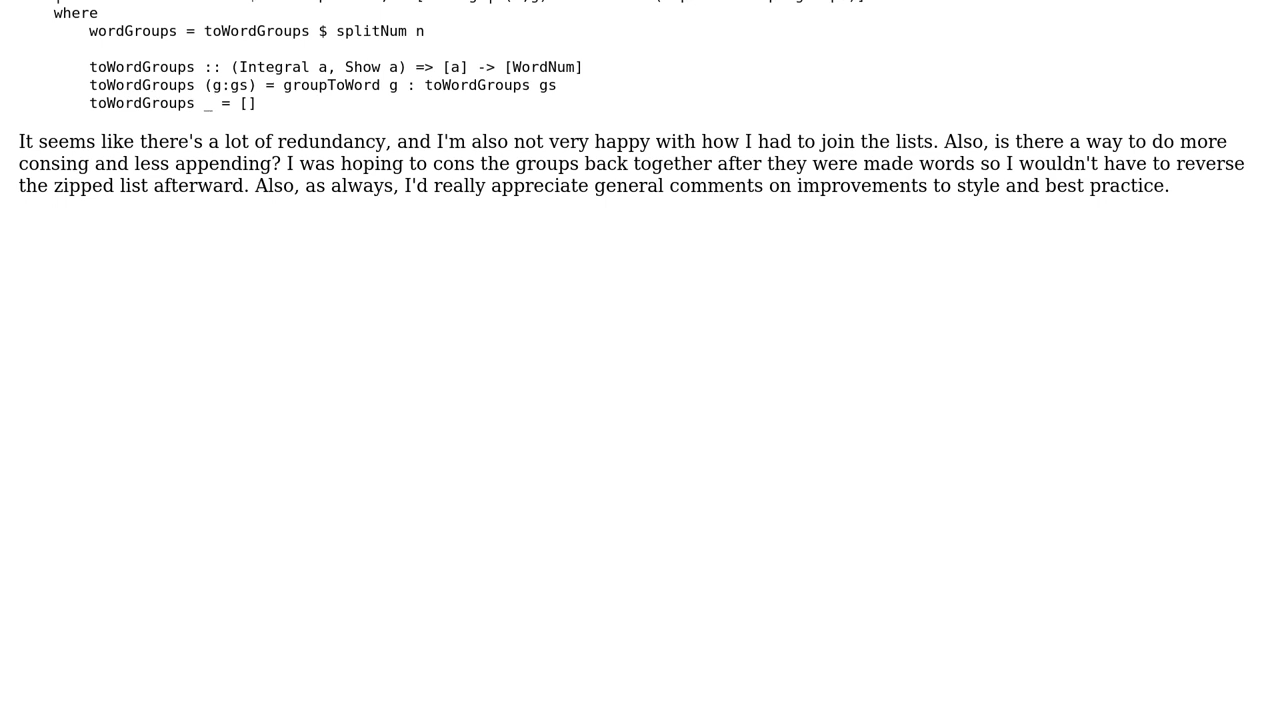 where
wordGroups = toWordGroups $ splitNum n
toWordGroups :: (Integral a, Show a) => [a] -> [WordNum]
toWordGroups (g:gs) = groupToWord g : toWordGroups gs
toWordGroups _ = []
It seems like there's a lot of redundancy, and I'm also not very happy with how I had to join the lists. Also, is there a way to do more
consing and less appending? I was hoping to cons the groups back together after they were made words so I wouldn't have to reverse
the zipped list afterward. Also, as always, I'd really appreciate general comments on improvements to style and best practice.